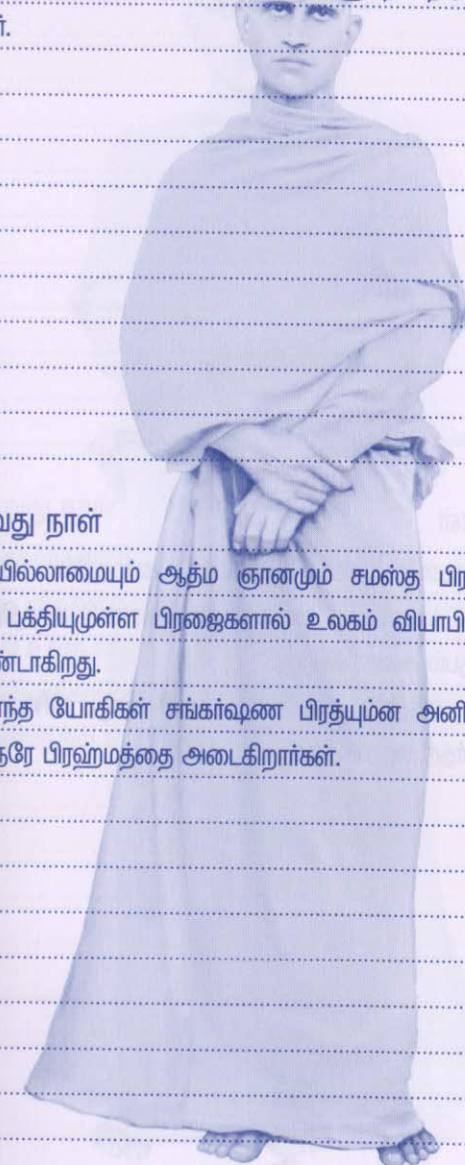 ர்.
வது நாள்
யில்லாமையும் ஆத்ம ஞானமும் சமஸ்த பிர
பக்தியுமுள்ள பிரஜைகளால் உலகம் வியாபி
ண்டாகிறது.
ந்த யோகிகள் சங்கர்ஷண பிரத்யும்ன அனி
நரே பிரஹ்மத்தை அடைகிறார்கள்.